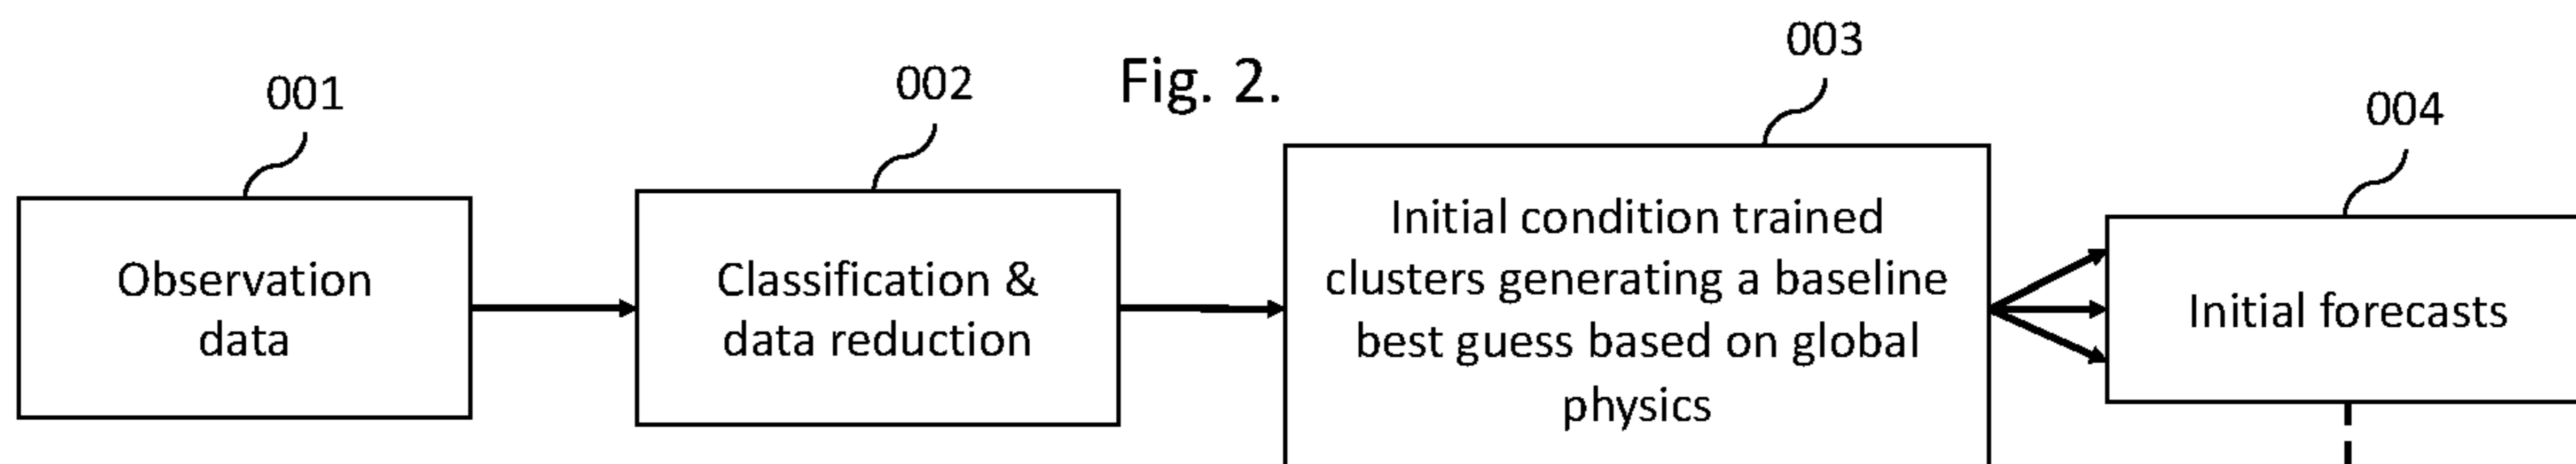 001
002
Fig. 2.
003
004
Observation
data
Classification &
data reduction
Initial condition trained
clusters generating a baseline
best guess based on global
physics
Initial forecasts